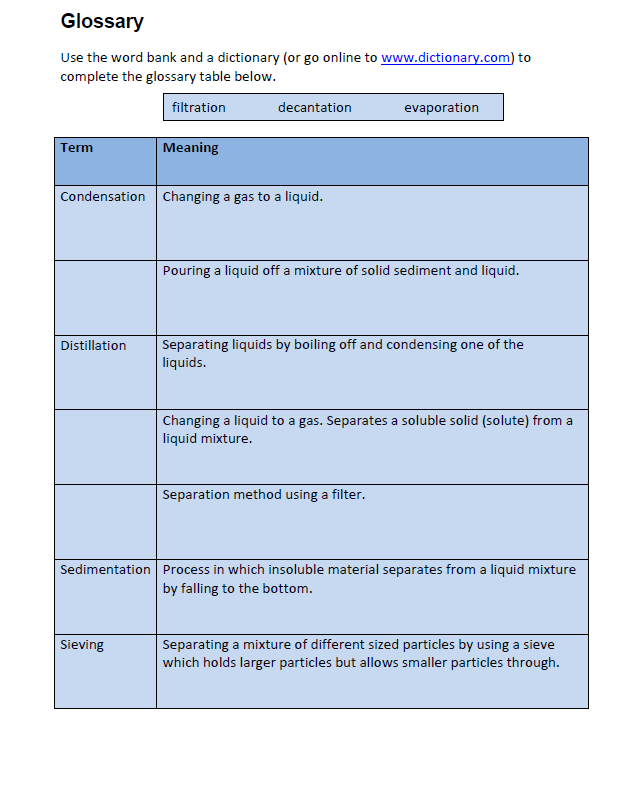 Glossary
Use the word bank and a dictionary (or go online to www.dictionary.com) to
complete the glossary table below.
filtration decantation evaporation
Term Meaning
Condensation Changing a gas to a liquid.
Pouring a liquid off a mixture of solid sediment and liquid.
Distillation Separating liquids by boiling off and condensing one of the
liquids.
Changing a liquid to a gas. Separates a soluble solid (solute) from a
liquid mixture.
Separation method using a filter.
Sedimentation Process in which insoluble material separates from a liquid mixture
by falling to the bottom.
Sieving Separating a mixture of different sized particles by using a sieve
which holds larger particles but allows smaller particles through.